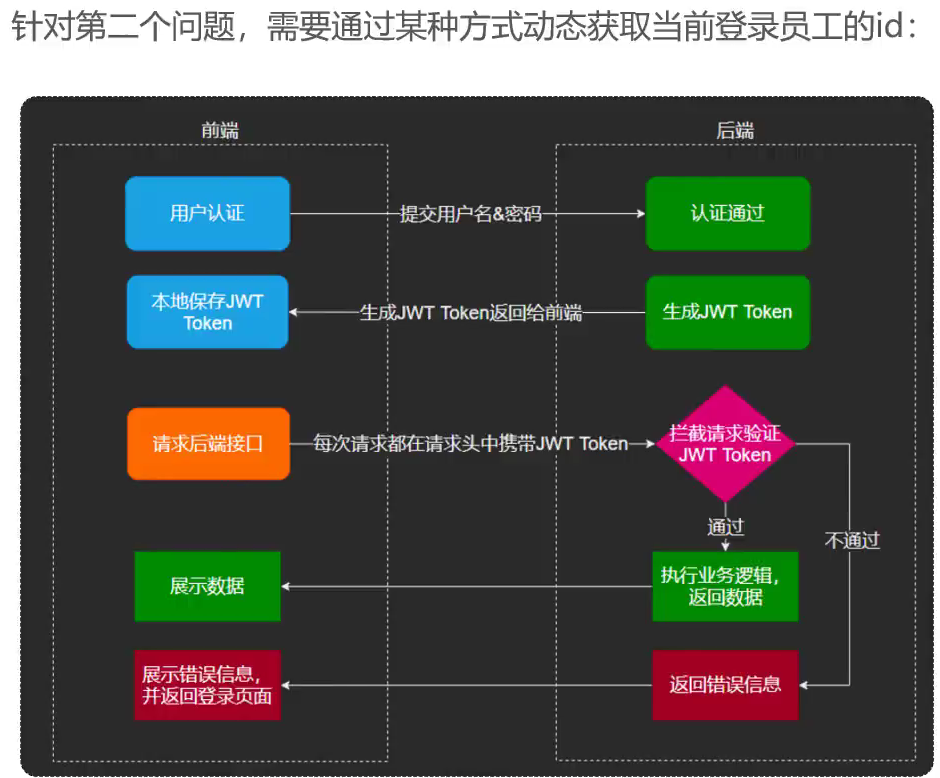 针对第二个问题，需要通过某种方式动态获取当前登录员工的id：
前端
后端
用户认证
提交用户名&密码
认证通过
本地保存JWT
Token
生成JWT Token返回给前端
生成JWT Token
请求后端接口
每次请求都在请求头中携带JWT Token
拦截请求验证
JWT Token
通过
不通过
展示数据
执行业务逻辑，
返回数据
展示错误信息，
并返回登录页面
返回错误信息